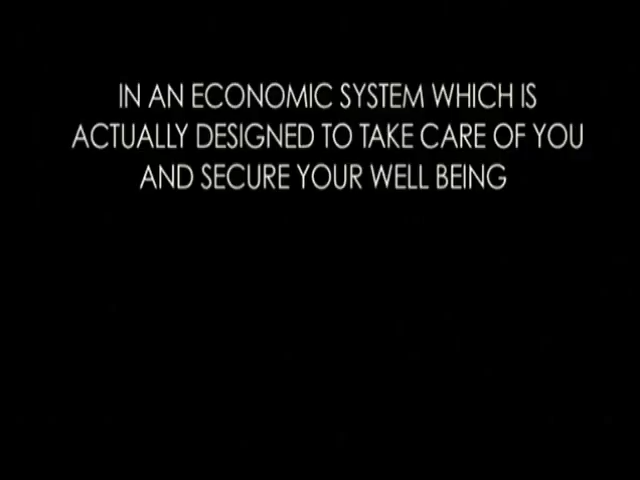 IN AN ECONOMIC SYSTEM WHICH IS
ACTUALLY DESIGNED TO TAKE CARE OF YOU
AND SECURE YOUR WELL BEING